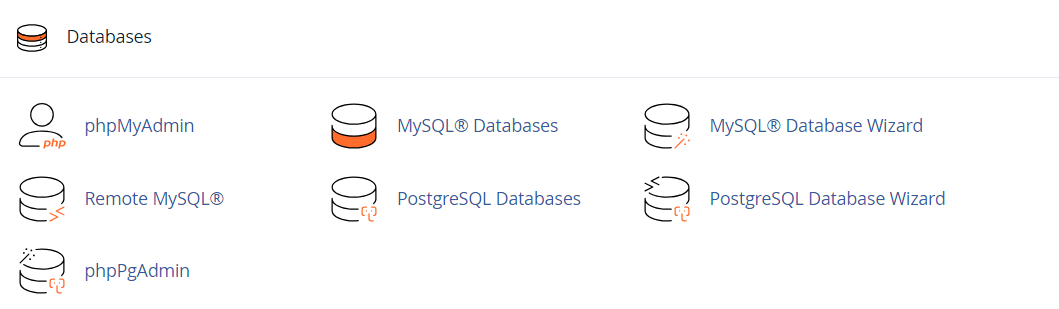 Databases
phpMyAdmin
php
MySQL® Databases
MySQL® Database Wizard
Remote MySQL®
PostgreSQL Databases
PostgreSQL Database Wizard
phpPgAdmin